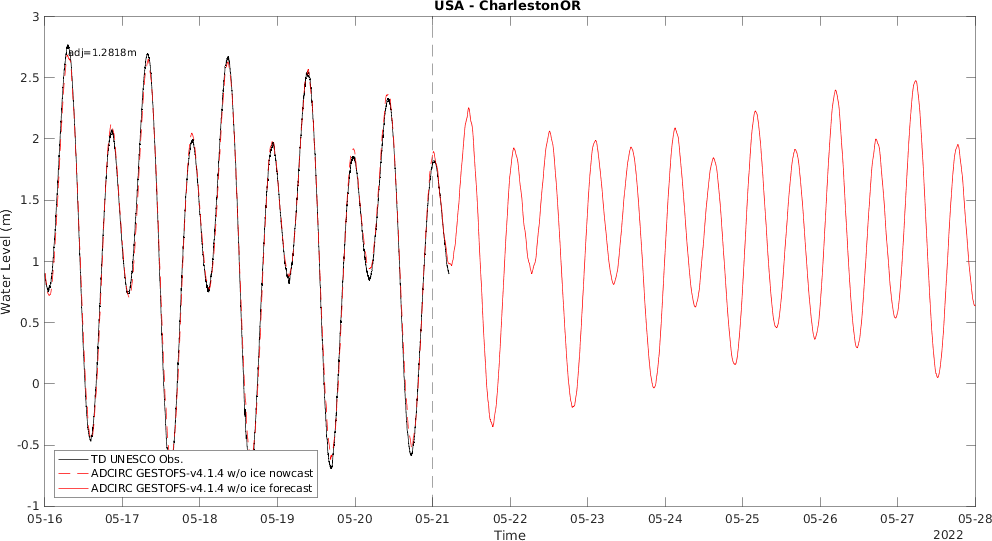 USA - CharlestonOR
adj=1.2818m
3
2.5
2
1.5
1
0.5
0
-0.5
-1
Water Level (m)
TD UNESCO Obs.
ADCIRC GESTOFS-v4.1.4 w/o ice nowcast
ADCIRC GESTOFS-v4.1.4 w/o ice forecast
05-16 05-17 05-18 05-19 05-20 05-21 05-22 05-23 05-24 05-25 05-26 05-27 05-28
Time
2022